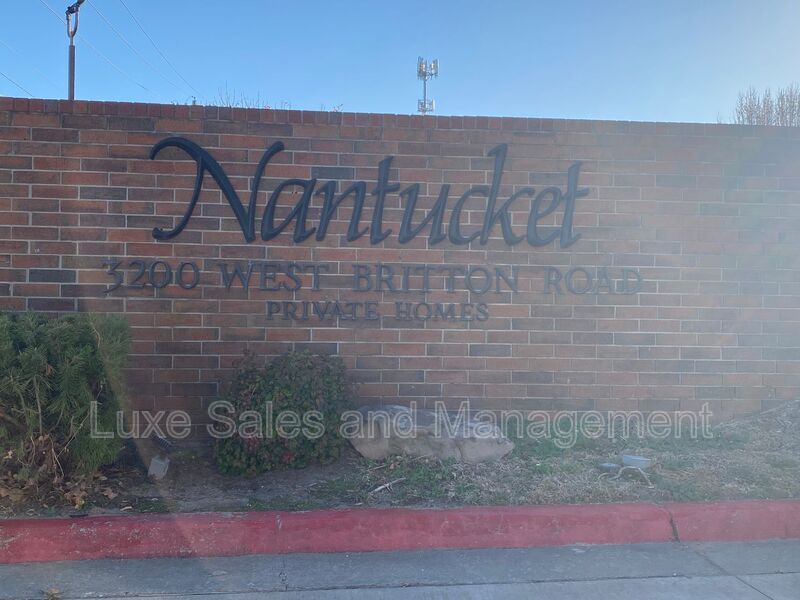 Nantucket
3200 WEST BRITTON ROAD
PRIVATE HOMES
Luxe Sales and Management